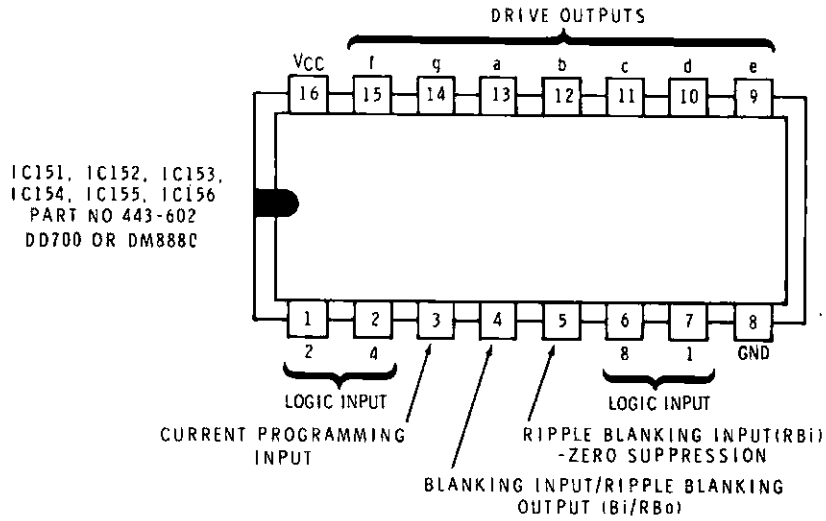 DRIVE OUTPUTS
VCC f g a b c d e
16 15 14 13 12 11 10 9
IC151, IC152, IC153,
IC154, IC155, IC156
PART NO 443-602
DD700 OR DM888C
1 2 3 4 5 6 7 8
2 4 8 1 GND
LOGIC INPUT LOGIC INPUT
CURRENT PROGRAMMING
INPUT
RIPPLE BLANKING INPUT(RBi)
-ZERO SUPPRESSION
BLANKING INPUT/RIPPLE BLANKING
OUTPUT (Bi/RBo)